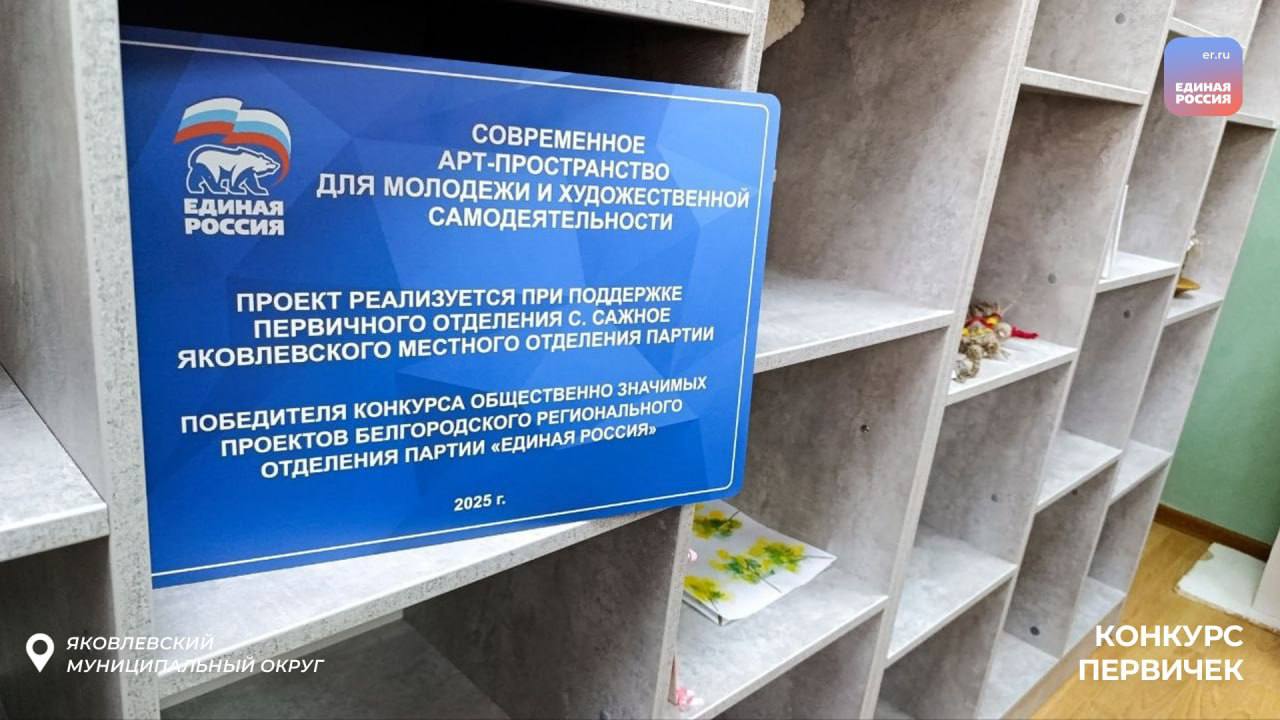 er.ru
ЕДИНАЯ
РОССИЯ
ЕДИНАЯ
РОССИЯ
СОВРЕМЕННОЕ
АРТ-ПРОСТРАНСТВО
ДЛЯ МОЛОДЕЖИ И ХУДОЖЕСТВЕННОЙ
САМОДЕЯТЕЛЬНОСТИ
ПРОЕКТ РЕАЛИЗУЕТСЯ ПРИ ПОДДЕРЖКЕ
ПЕРВИЧНОГО ОТДЕЛЕНИЯ С. САЖНОЕ
ЯКОВЛЕВСКОГО МЕСТНОГО ОТДЕЛЕНИЯ ПАРТИИ
ПОБЕДИТЕЛЯ КОНКУРСА ОБЩЕСТВЕННО ЗНАЧИМЫХ
ПРОЕКТОВ БЕЛГОРОДСКОГО РЕГИОНАЛЬНОГО
ОТДЕЛЕНИЯ ПАРТИИ «ЕДИНАЯ РОССИЯ»
2025 г.
ЯКОВЛЕВСКИЙ
МУНИЦИПАЛЬНЫЙ ОКРУГ
КОНКУРС
ПЕРВИЧЕК